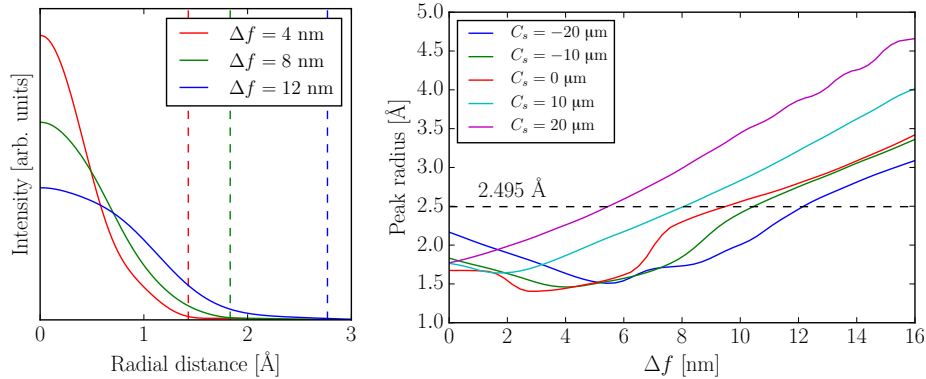 Δf = 4 nm
Δf = 8 nm
Δf = 12 nm
Intensity [arb. units]
0 1 2 3
Radial distance [Å]
5.0
4.5
4.0
3.5
3.0
2.5
2.0
1.5
1.0
Peak radius [Å]
C_s = −20 μm
C_s = −10 μm
C_s = 0 μm
C_s = 10 μm
C_s = 20 μm
2.495 Å
0 2 4 6 8 10 12 14 16
Δf [nm]